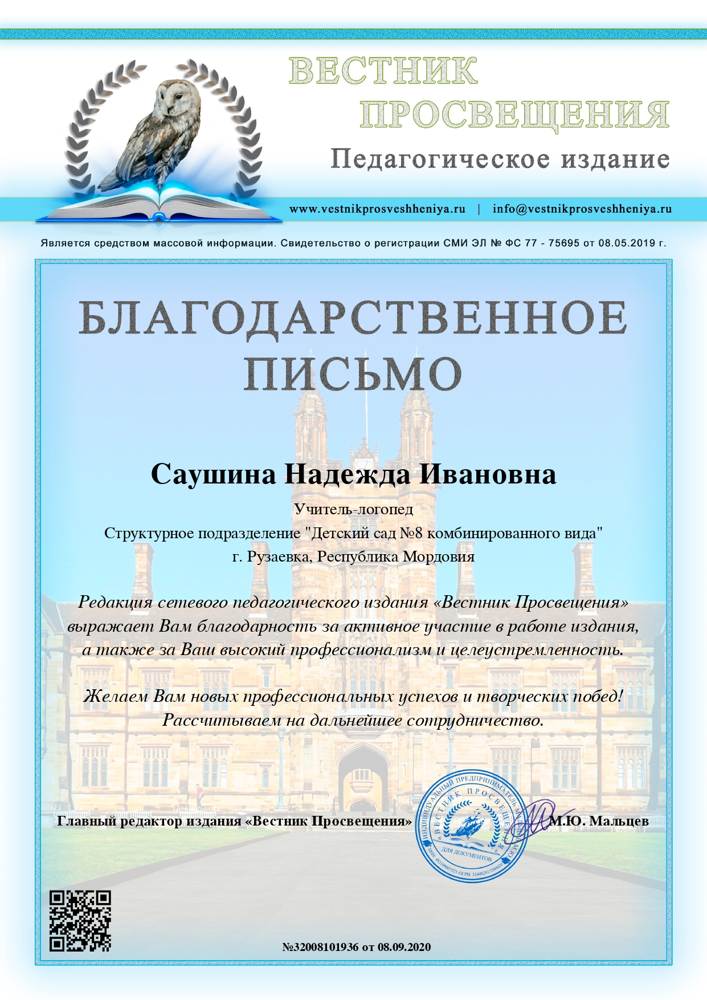 ВЕСТНИК
ПРОСВЕЩЕНИЯ
Педагогическое издание
www.vestnikprosveshheniya.ru | info@vestnikprosveshheniya.ru
Является средством массовой информации. Свидетельство о регистрации СМИ ЭЛ № ФС 77 - 75695 от 08.05.2019 г.
БЛАГОДАРСТВЕННОЕ
ПИСЬМО
Саушина Надежда Ивановна
Учитель-логопед
Структурное подразделение "Детский сад №8 комбинированного вида"
г. Рузаевка, Республика Мордовия
Редакция сетевого педагогического издания «Вестник Просвещения»
выражает Вам благодарность за активное участие в работе издания,
а также за Ваш высокий профессионализм и целеустремленность.
Желаем Вам новых профессиональных успехов и творческих побед!
Рассчитываем на дальнейшее сотрудничество.
Главный редактор издания «Вестник Просвещения»
ИНДИВИДУАЛЬНЫЙ ПРЕДПРИНИМАТЕЛЬ М.Ю.
«ВЕСТНИК ПРОСВЕЩЕНИЯ»
ДЛЯ ДОКУМЕНТОВ
ИНН: 482109007521 ОГРН: 314482813500020
М.Ю. Мальцев
№32008101936 от 08.09.2020